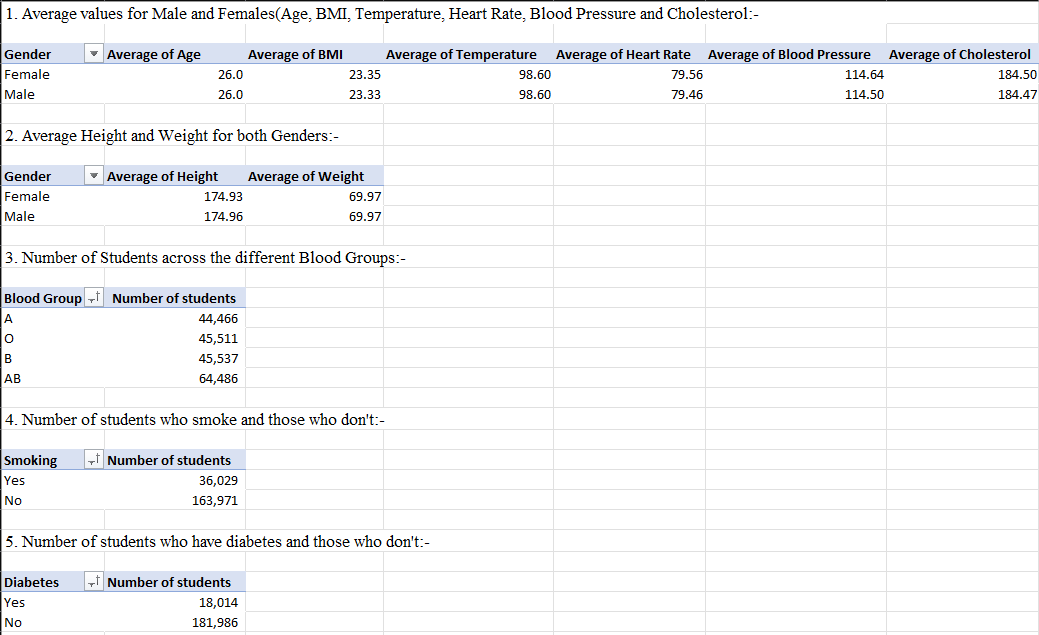 1. Average values for Male and Females(Age, BMI, Temperature, Heart Rate, Blood Pressure and Cholesterol:-
Gender Average of Age Average of BMI Average of Temperature Average of Heart Rate Average of Blood Pressure Average of Cholesterol
Female 26.0 23.35 98.60 79.56 114.64 184.50
Male 26.0 23.33 98.60 79.46 114.50 184.47
2. Average Height and Weight for both Genders:-
Gender Average of Height Average of Weight
Female 174.93 69.97
Male 174.96 69.97
3. Number of Students across the different Blood Groups:-
Blood Group Number of students
A 44,466
O 45,511
B 45,537
AB 64,486
4. Number of students who smoke and those who don't:-
Smoking Number of students
Yes 36,029
No 163,971
5. Number of students who have diabetes and those who don't:-
Diabetes Number of students
Yes 18,014
No 181,986